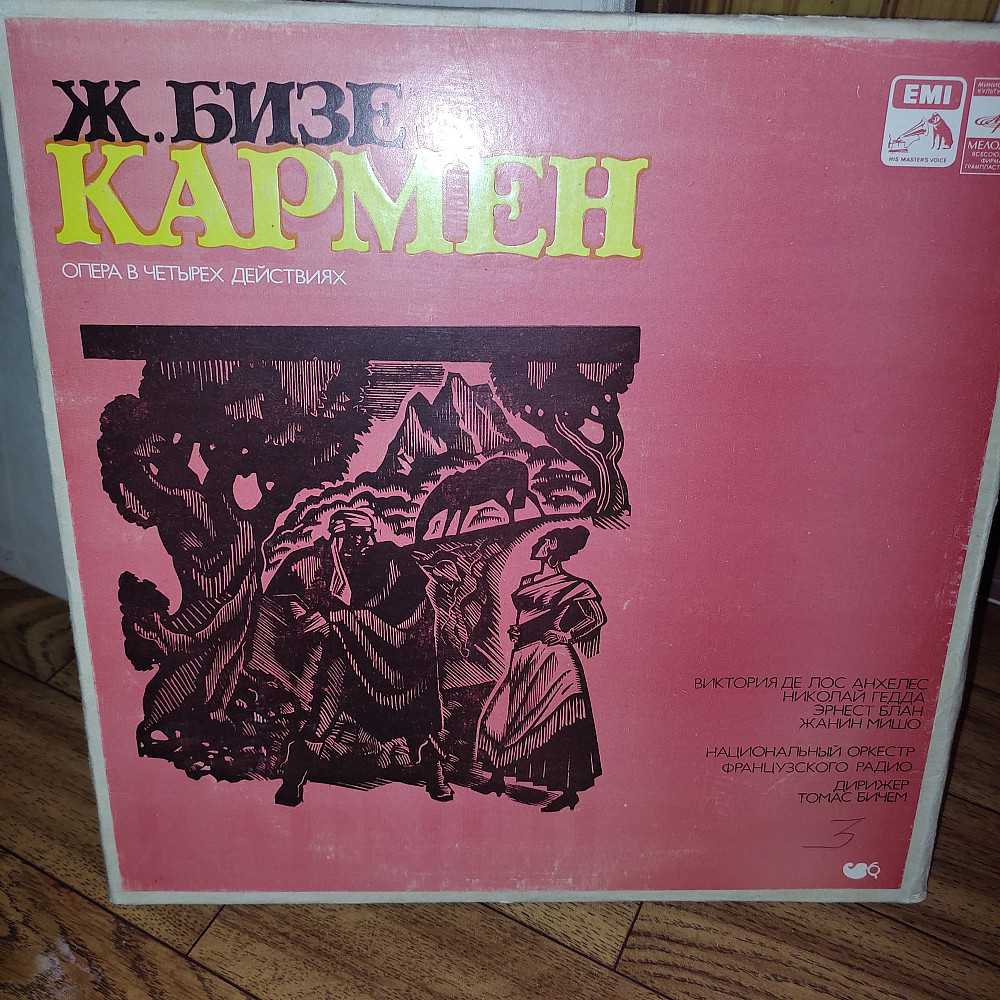 Ж.БИЗЕ
КАРМЕН
ОПЕРА В ЧЕТЫРЕХ ДЕЙСТВИЯХ
EMI
HIS MASTER'S VOICE
ВИКТОРИЯ ДЕ ЛОС АНХЕЛЕС
НИКОЛАЙ ГЕДДА
ЭРНЕСТ БЛАН
ЖАНИН МИШО
НАЦИОНАЛЬНЫЙ ОРКЕСТР
ФРАНЦУЗСКОГО РАДИО
ДИРИЖЕР
ТОМАС БИЧЕМ
3